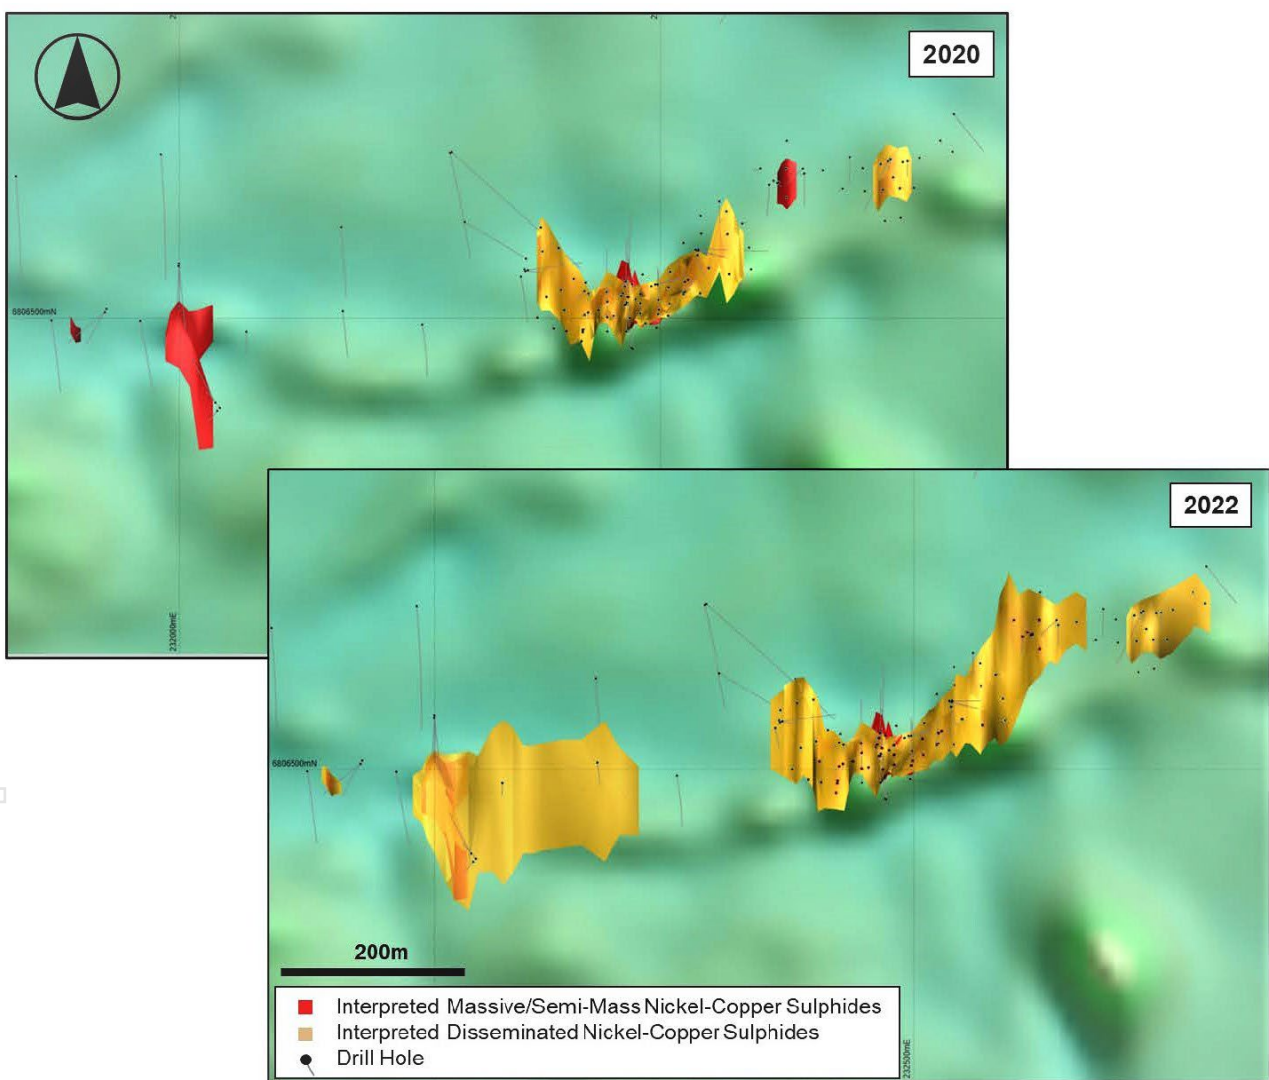 2020
6806500mN
232000mE
2022
6806500mN
200m
Interpreted Massive/Semi-Mass Nickel-Copper Sulphides
Interpreted Disseminated Nickel-Copper Sulphides
Drill Hole
232500mE